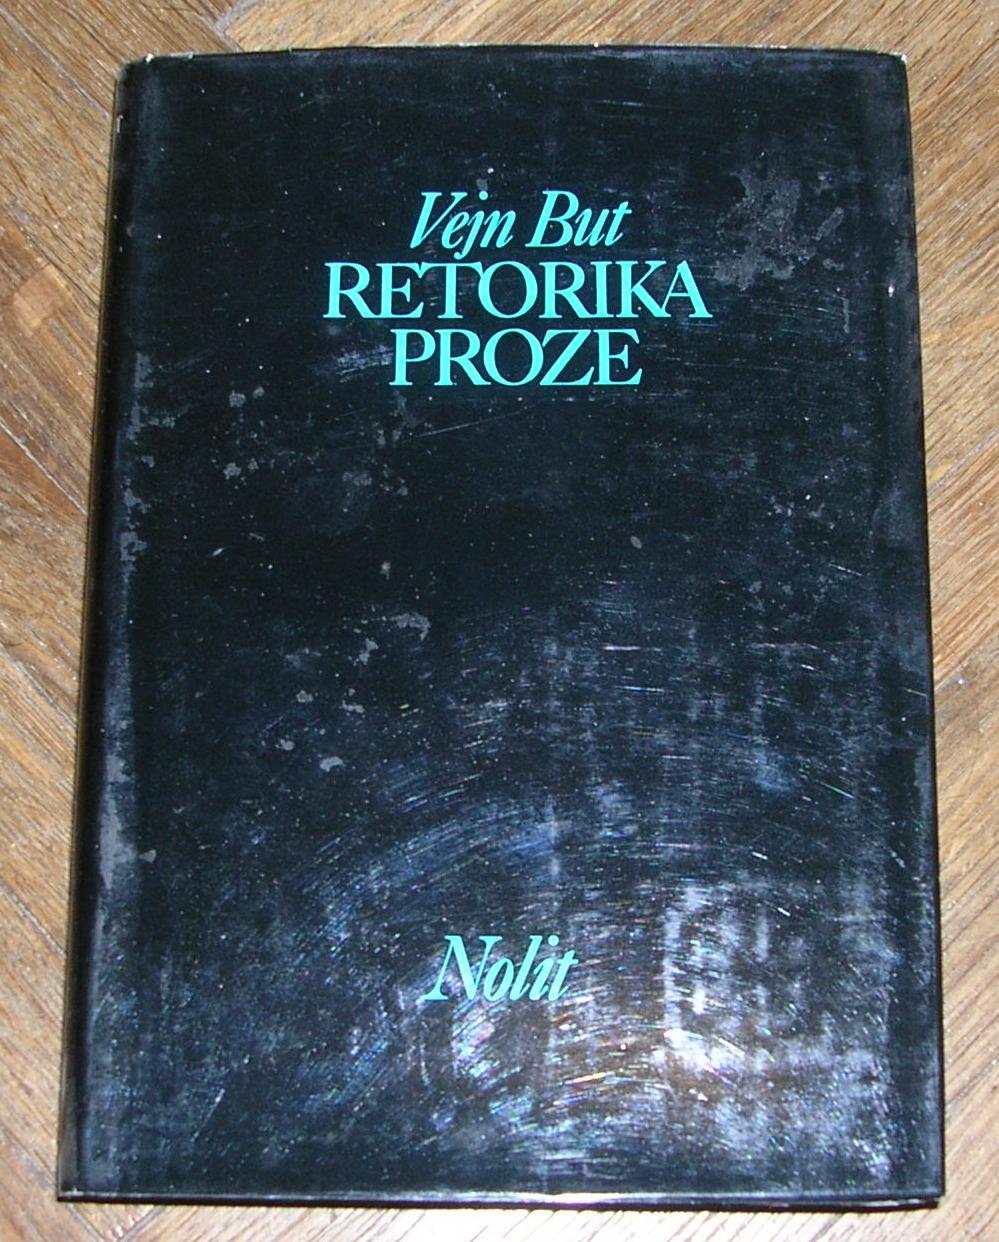 Vejn But
RETORIKA
PROZE
Nolit